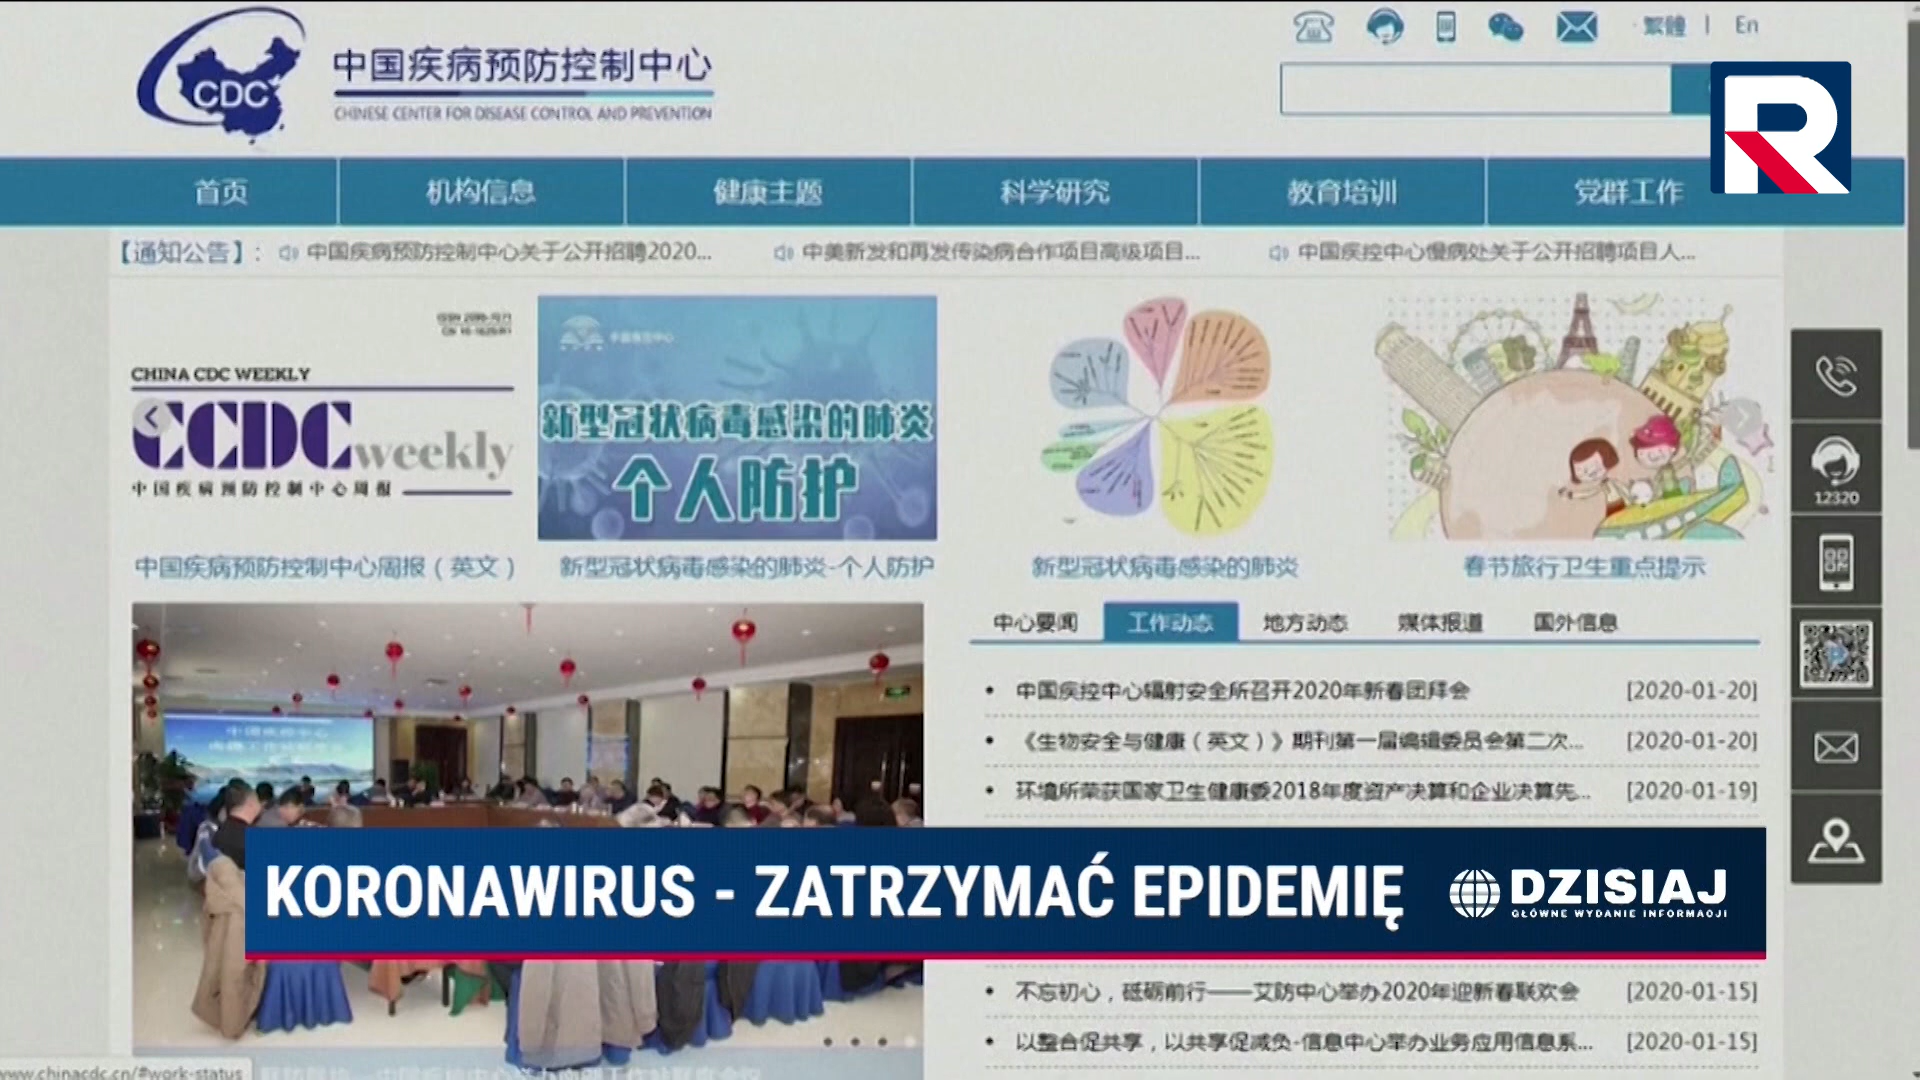 繁體 | En
CDC
中国疾病预防控制中心
CHINESE CENTER FOR DISEASE CONTROL AND PREVENTION
R
首页 机构信息 健康主题 科学研究 教育培训 党群工作
【通知公告】: 中国疾病预防控制中心关于公开招聘2020... 中美新发和再发传染病合作项目高级项目... 中国疾控中心慢病处关于公开招聘项目人...
CHINA CDC WEEKLY
CCDC weekly
中国疾病预防控制中心周报
新型冠状病毒感染的肺炎
个人防护
中国疾病预防控制中心周报（英文） 新型冠状病毒感染的肺炎-个人防护 新型冠状病毒感染的肺炎 春节旅行卫生重点提示
12320
中心要闻 工作动态 地方动态 媒体报道 国外信息
• 中国疾控中心辐射安全所召开2020年新春团拜会 [2020-01-20]
• 《生物安全与健康（英文）》期刊第一届编辑委员会第二次... [2020-01-20]
• 环境所荣获国家卫生健康委2018年度资产决算和企业决算先... [2020-01-19]
KORONAWIRUS - ZATRZYMAĆ EPIDEMIĘ
DZISIAJ
GŁÓWNE WYDANIE INFORMACJI
• 不忘初心，砥砺前行——艾防中心举办2020年迎新春联欢会 [2020-01-15]
• 以整合促共享，以共享促减负-信息中心举办业务应用信息系... [2020-01-15]
www.chinacdc.cn/#work-status